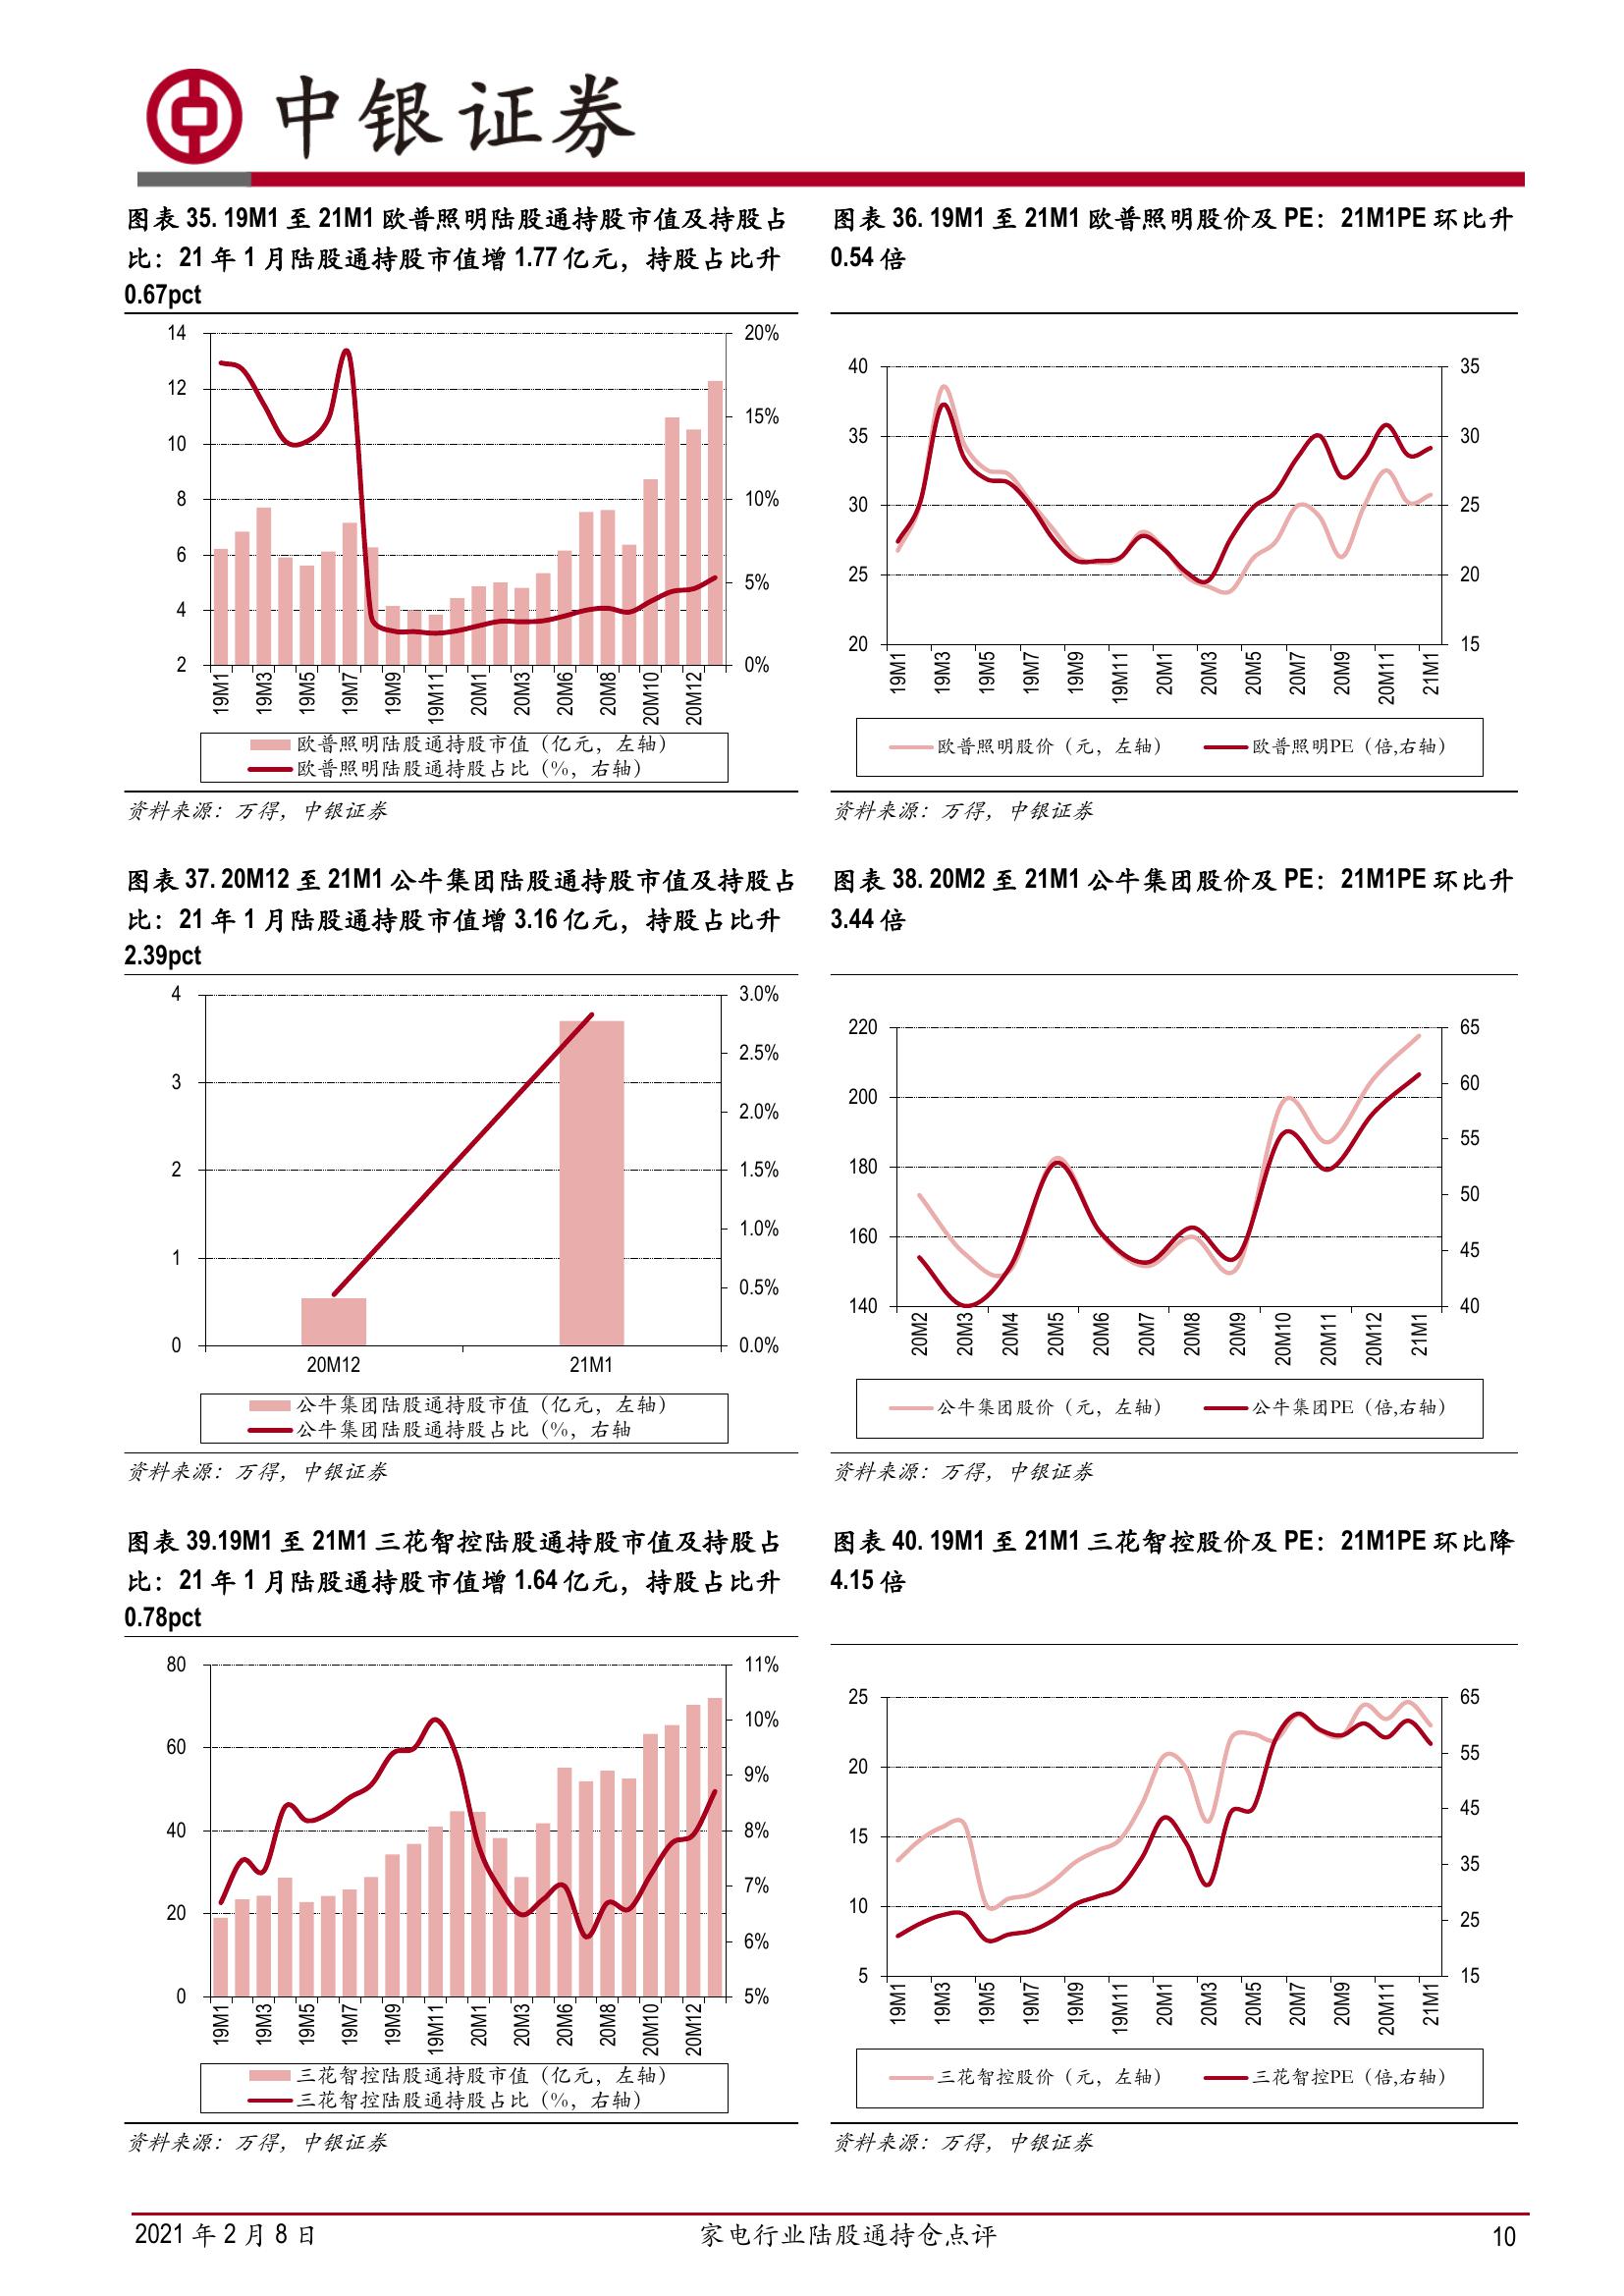 中银证券
图表 35. 19M1 至 21M1 欧普照明陆股通持股市值及持股占
比：21 年 1 月陆股通持股市值增 1.77 亿元，持股占比升
0.67pct
14
12
10
8
6
4
2
20%
15%
10%
5%
0%
19M1
19M3
19M5
19M7
19M9
19M11
20M1
20M3
20M6
20M8
20M10
20M12
欧普照明陆股通持股市值（亿元，左轴）
欧普照明陆股通持股占比（%，右轴）
资料来源：万得，中银证券
图表 36. 19M1 至 21M1 欧普照明股价及 PE：21M1PE 环比升
0.54 倍
40
35
30
25
20
35
30
25
20
15
19M1
19M3
19M5
19M7
19M9
19M11
20M1
20M3
20M5
20M7
20M9
20M11
21M1
欧普照明股价（元，左轴）
欧普照明PE（倍,右轴）
资料来源：万得，中银证券
图表 37. 20M12 至 21M1 公牛集团陆股通持股市值及持股占
比：21 年 1 月陆股通持股市值增 3.16 亿元，持股占比升
2.39pct
4
3
2
1
0
3.0%
2.5%
2.0%
1.5%
1.0%
0.5%
0.0%
20M12
21M1
公牛集团陆股通持股市值（亿元，左轴）
公牛集团陆股通持股占比（%，右轴
资料来源：万得，中银证券
图表 38. 20M2 至 21M1 公牛集团股价及 PE：21M1PE 环比升
3.44 倍
220
200
180
160
140
65
60
55
50
45
40
20M2
20M3
20M4
20M5
20M6
20M7
20M8
20M9
20M10
20M11
20M12
21M1
公牛集团股价（元，左轴）
公牛集团PE（倍,右轴）
资料来源：万得，中银证券
图表 39.19M1 至 21M1 三花智控陆股通持股市值及持股占
比：21 年 1 月陆股通持股市值增 1.64 亿元，持股占比升
0.78pct
80
60
40
20
0
11%
10%
9%
8%
7%
6%
5%
19M1
19M3
19M5
19M7
19M9
19M11
20M1
20M3
20M6
20M8
20M10
20M12
三花智控陆股通持股市值（亿元，左轴）
三花智控陆股通持股占比（%，右轴）
资料来源：万得，中银证券
图表 40. 19M1 至 21M1 三花智控股价及 PE：21M1PE 环比降
4.15 倍
25
20
15
10
5
65
55
45
35
25
15
19M1
19M3
19M5
19M7
19M9
19M11
20M1
20M3
20M5
20M7
20M9
20M11
21M1
三花智控股价（元，左轴）
三花智控PE（倍,右轴）
资料来源：万得，中银证券
2021 年 2 月 8 日
家电行业陆股通持仓点评
10